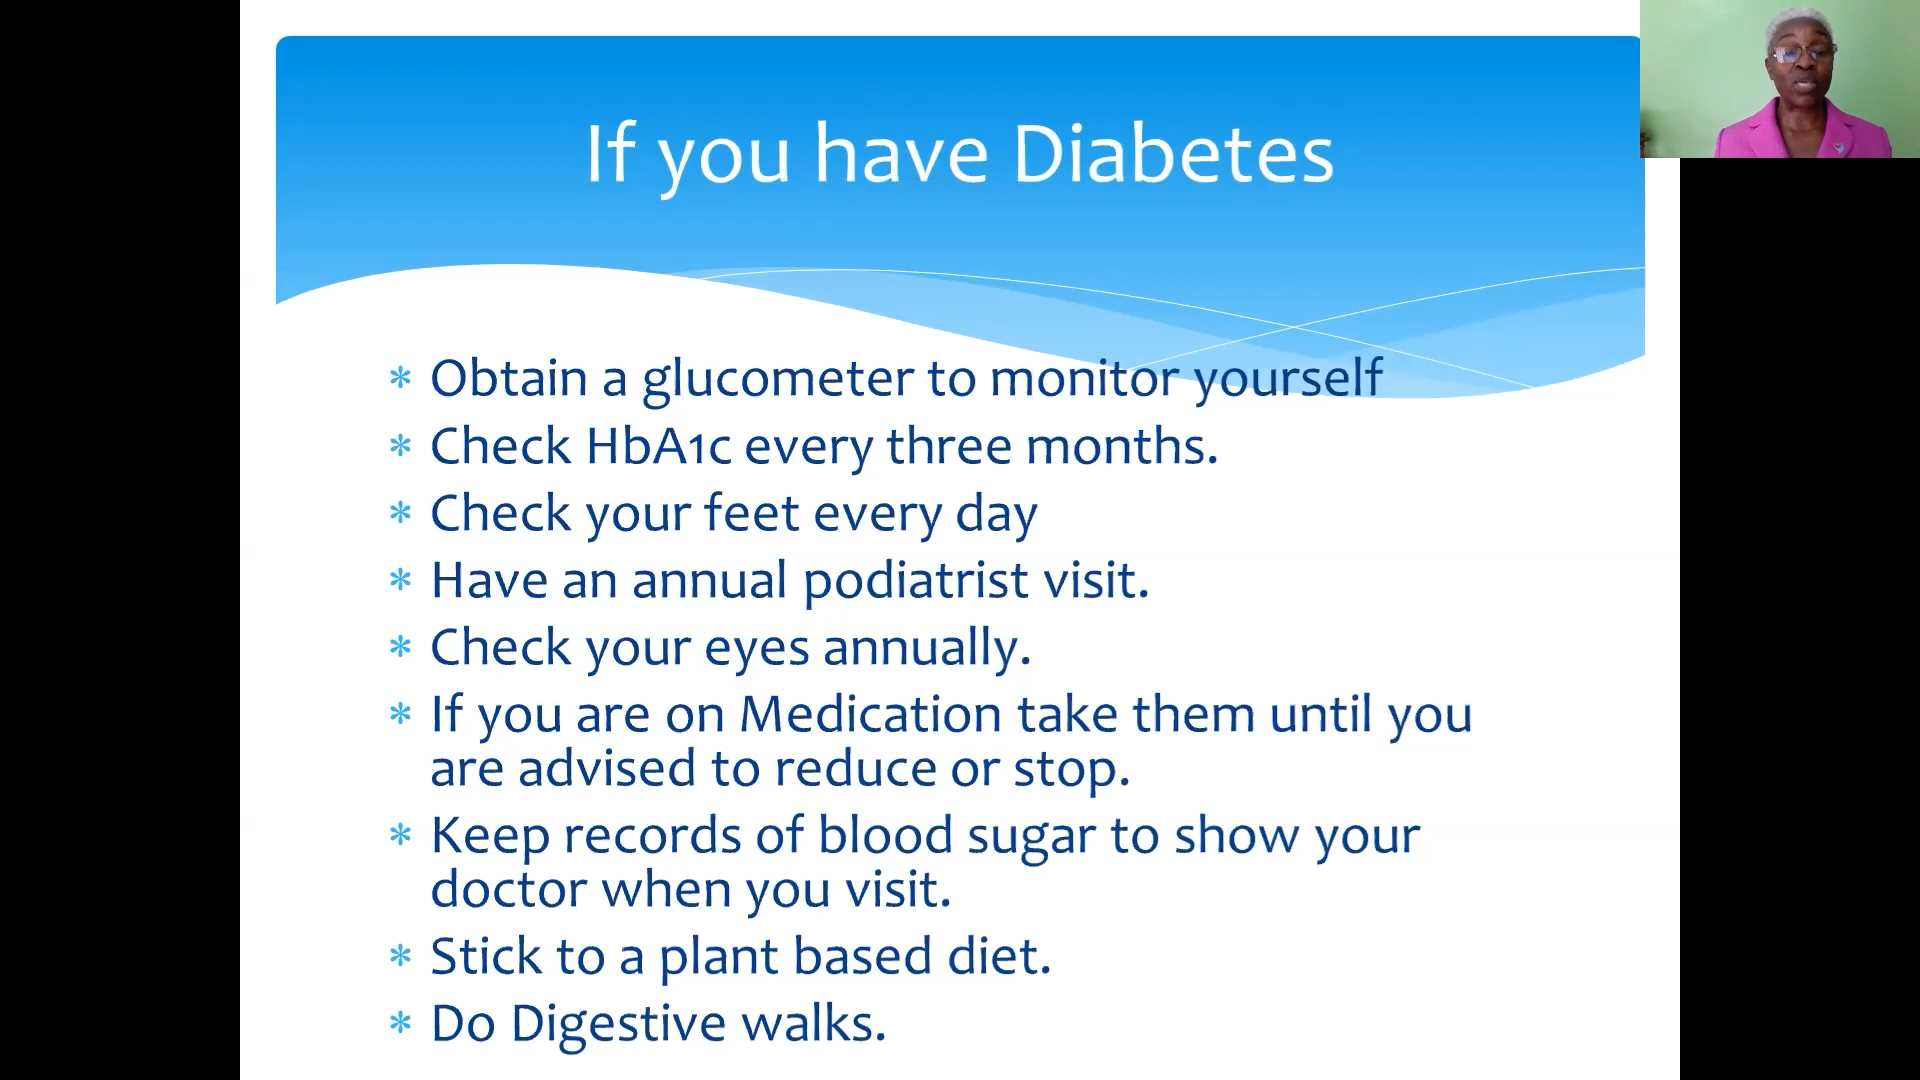 If you have Diabetes
* Obtain a glucometer to monitor yourself
* Check HbA1c every three months.
* Check your feet every day
* Have an annual podiatrist visit.
* Check your eyes annually.
* If you are on Medication take them until you
are advised to reduce or stop.
* Keep records of blood sugar to show your
doctor when you visit.
* Stick to a plant based diet.
* Do Digestive walks.